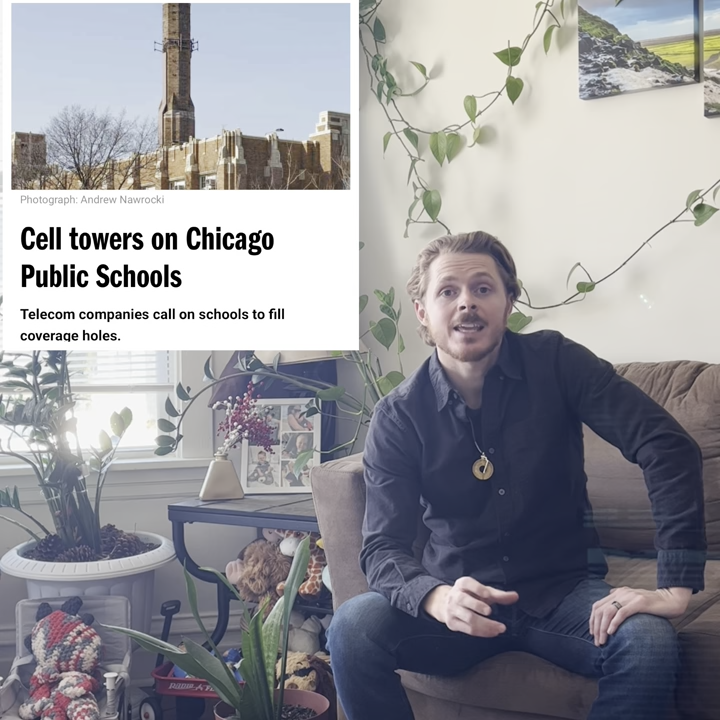 Photograph: Andrew Nawrocki
Cell towers on Chicago
Public Schools
Telecom companies call on schools to fill
coverage holes.